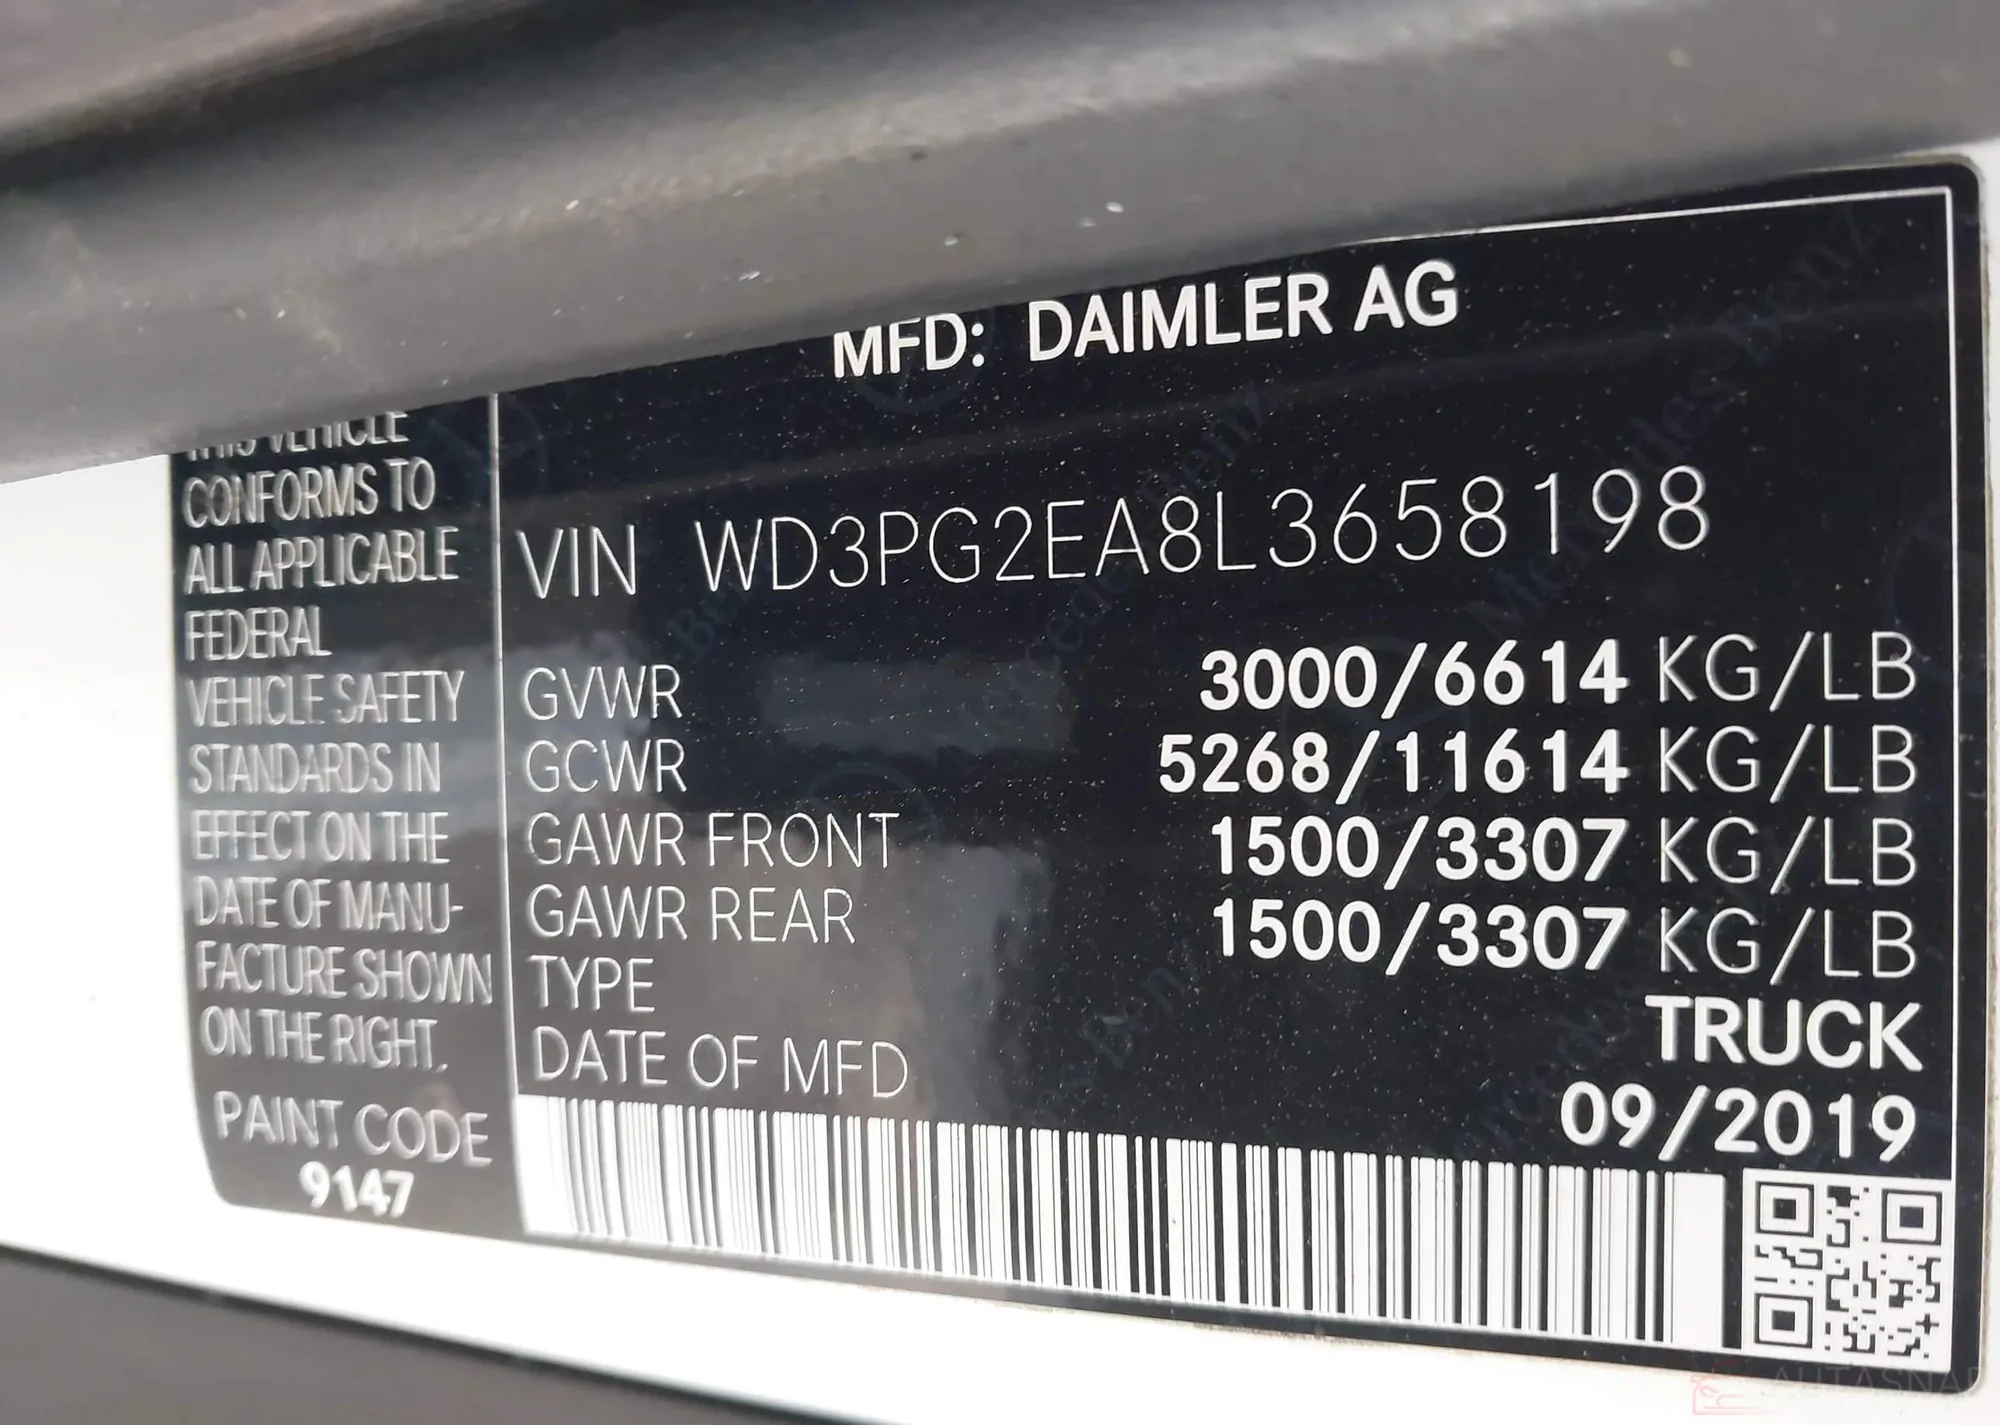 MFD: DAIMLER AG
THIS VEHICLE
CONFORMS TO
ALL APPLICABLE
FEDERAL
VEHICLE SAFETY
STANDARDS IN
EFFECT ON THE
DATE OF MANU-
FACTURE SHOWN
ON THE RIGHT.
PAINT CODE
9147
VIN WD3PG2EA8L3658198
GVWR 3000/6614 KG/LB
GCWR 5268/11614 KG/LB
GAWR FRONT 1500/3307 KG/LB
GAWR REAR 1500/3307 KG/LB
TYPE TRUCK
DATE OF MFD 09/2019